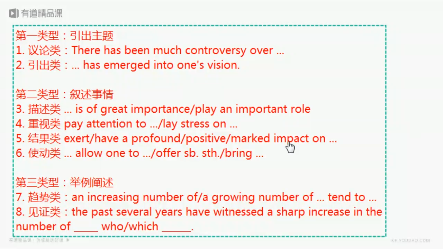 有道精品课
第一类型：引出主题
1. 议论类：There has been much controversy over ...
2. 引出类：... has emerged into one's vision.
第二类型：叙述事情
3. 描述类 ... is of great importance/play an important role
4. 重视类 pay attention to .../lay stress on ...
5. 结果类 exert/have a profound/positive/marked impact on ...
6. 使动类 ... allow one to .../offer sb. sth./bring ...
第三类型：举例阐述
7. 趋势类：an increasing number of/a growing number of ... tend to ...
8. 见证类：the past several years have witnessed a sharp increase in the
number of _____ who/which _____.